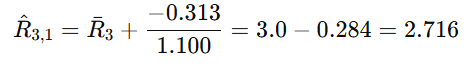 R̂₃,₁ = R̄₃ + −0.313/1.100 = 3.0 − 0.284 = 2.716